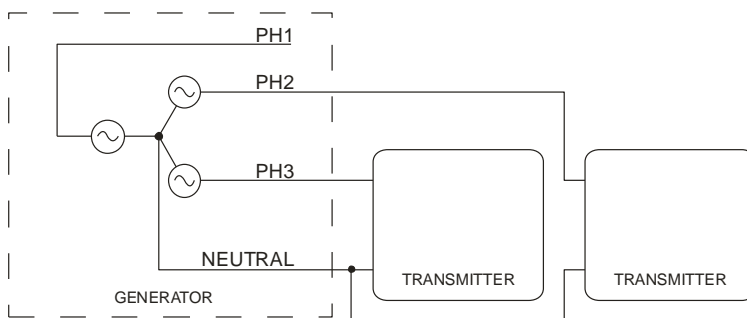 PH1
PH2
PH3
NEUTRAL
GENERATOR
TRANSMITTER
TRANSMITTER